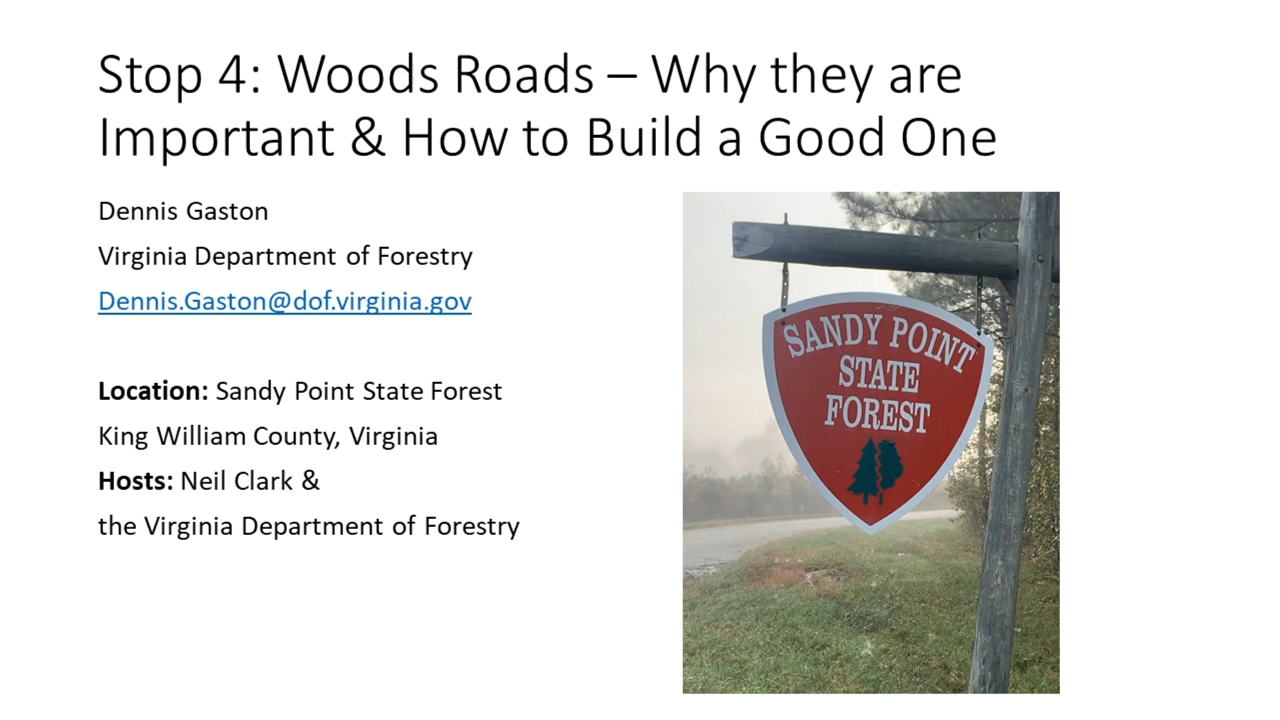 Stop 4: Woods Roads – Why they are
Important & How to Build a Good One
Dennis Gaston
Virginia Department of Forestry
Dennis.Gaston@dof.virginia.gov
Location: Sandy Point State Forest
King William County, Virginia
Hosts: Neil Clark &
the Virginia Department of Forestry
SANDY POINT
STATE
FOREST